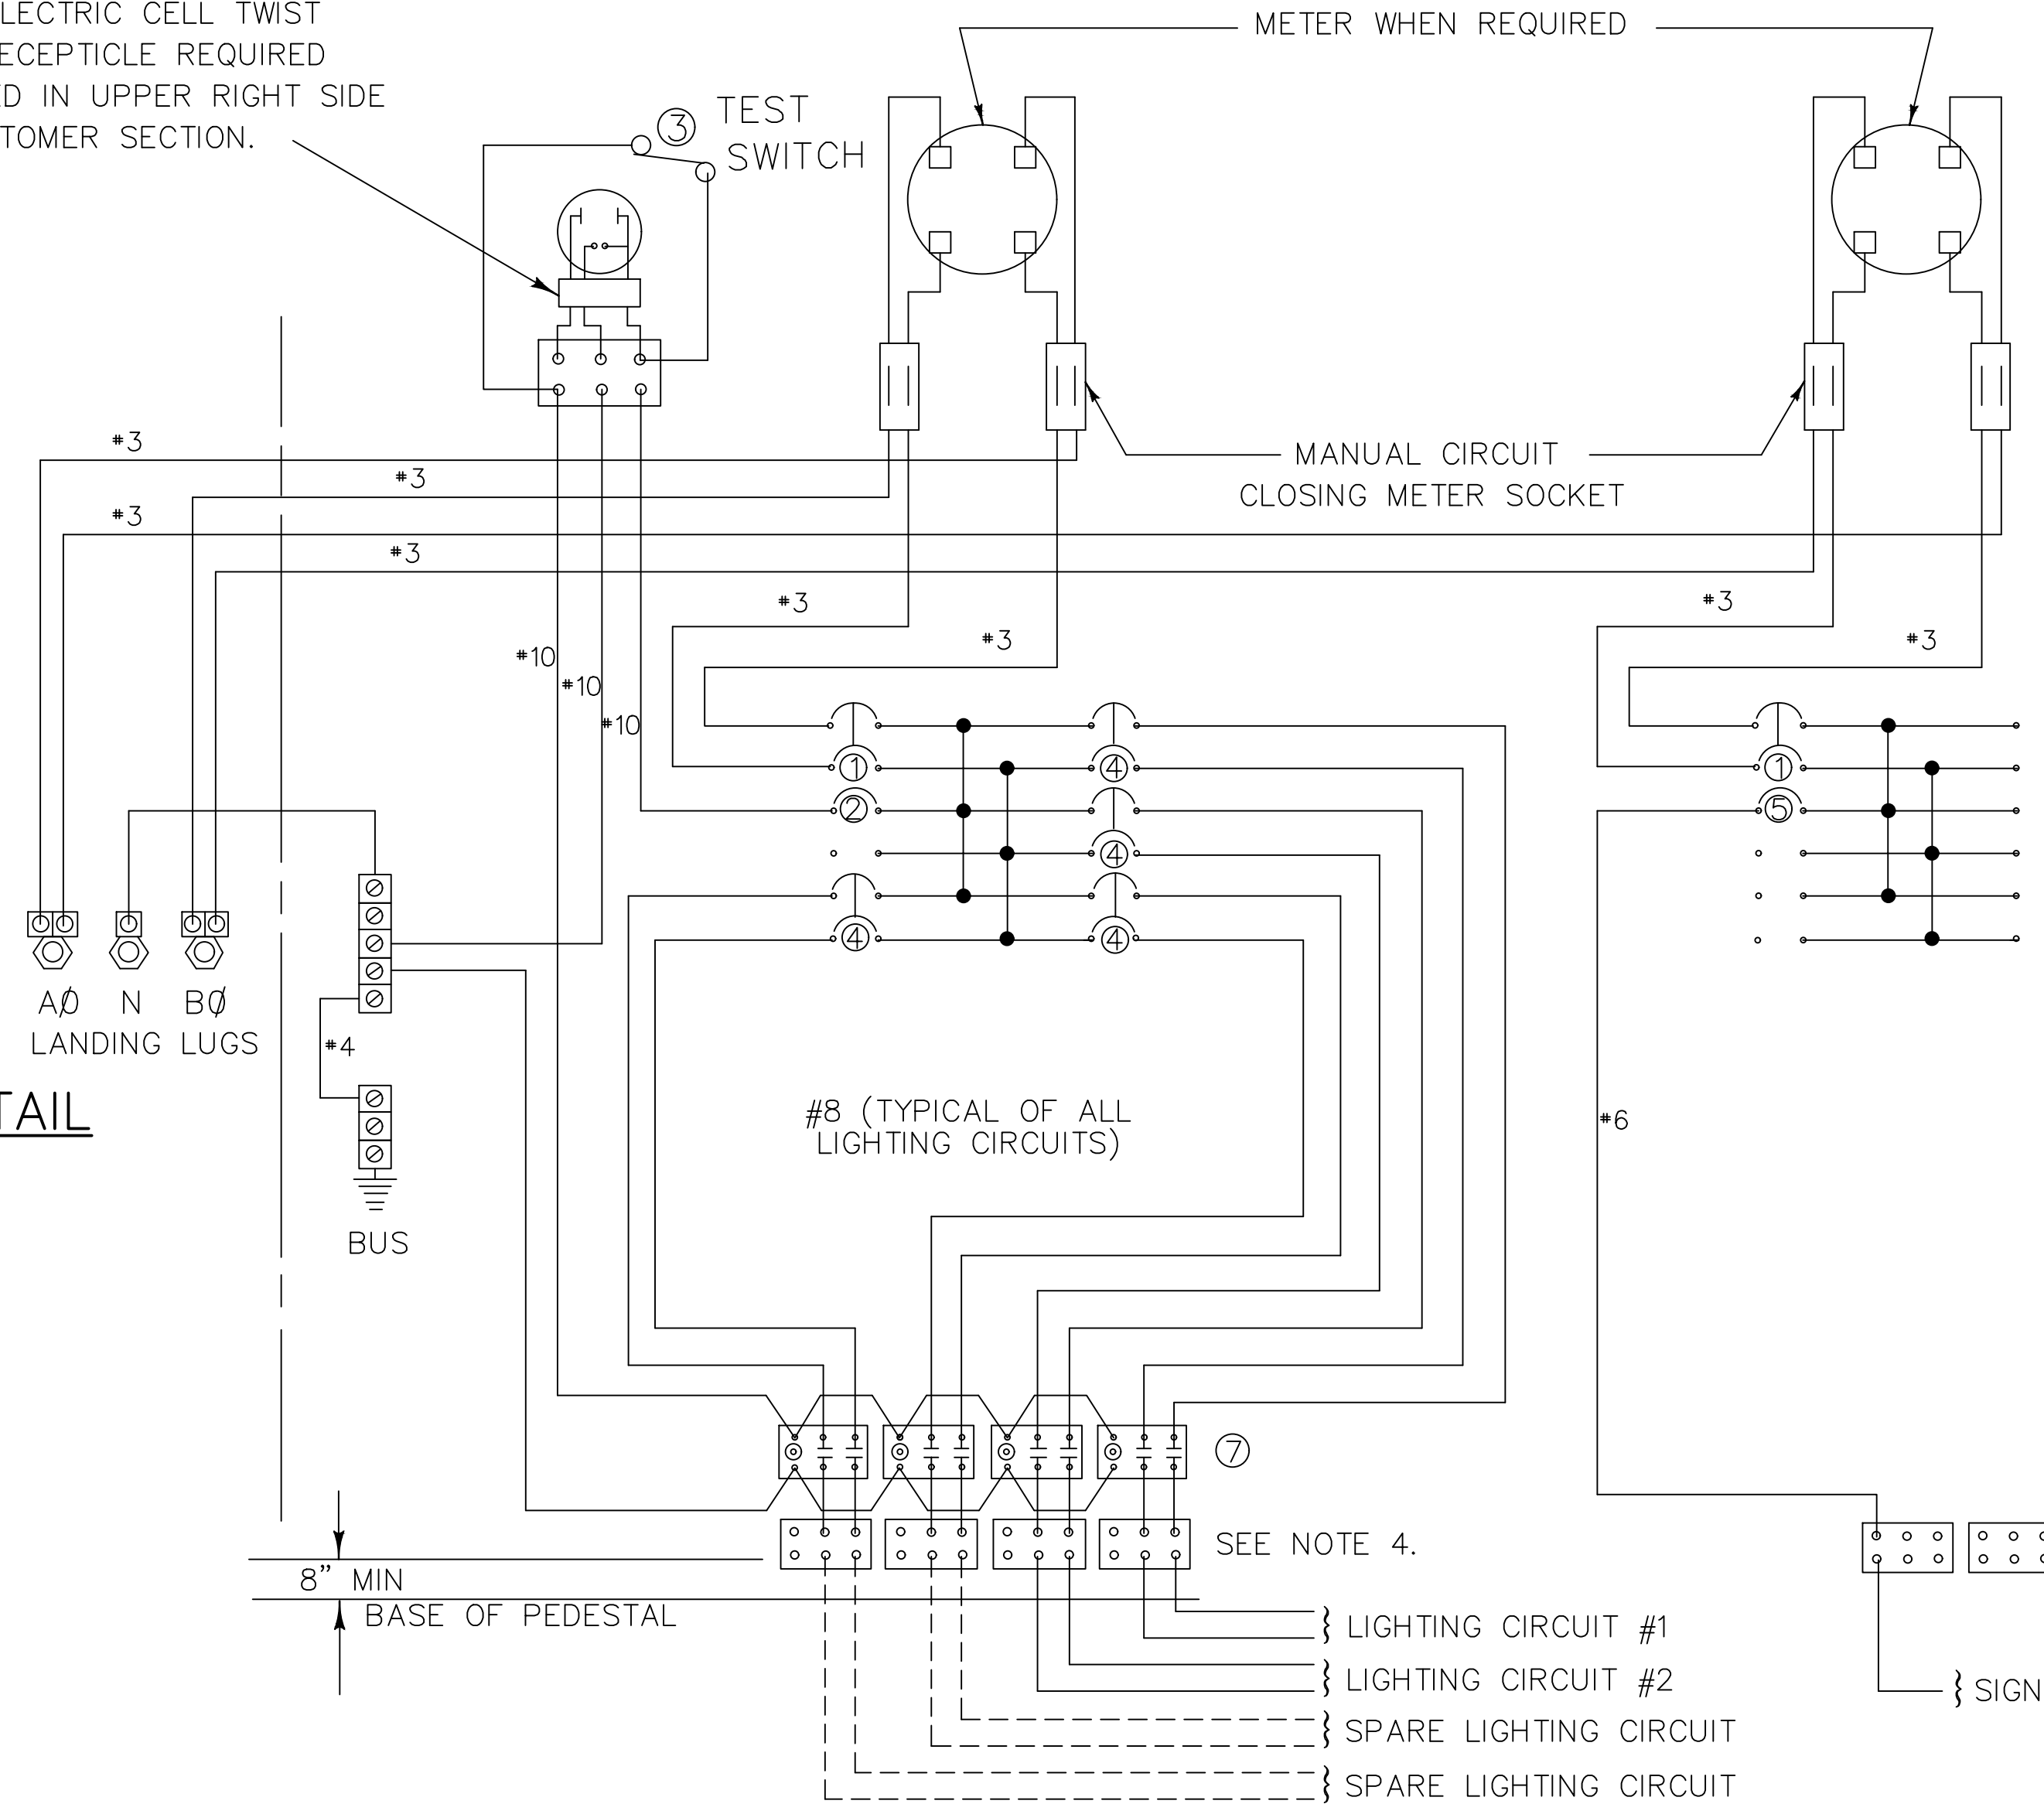 LECTRIC CELL TWIST
ECEPTICLE REQUIRED
ED IN UPPER RIGHT SIDE
TOMER SECTION.
METER WHEN REQUIRED
3 TEST
SWITCH
#3
#3
#3
#3
MANUAL CIRCUIT
CLOSING METER SOCKET
#3
#3
#3
#3
#10
#10
#10
1
4
2
4
4
4
1
5
AØ N BØ
LANDING LUGS
#4
TAIL
BUS
#8 (TYPICAL OF ALL
LIGHTING CIRCUITS)
#6
7
SEE NOTE 4.
8" MIN
BASE OF PEDESTAL
LIGHTING CIRCUIT #1
LIGHTING CIRCUIT #2
SPARE LIGHTING CIRCUIT
SPARE LIGHTING CIRCUIT
SIGN